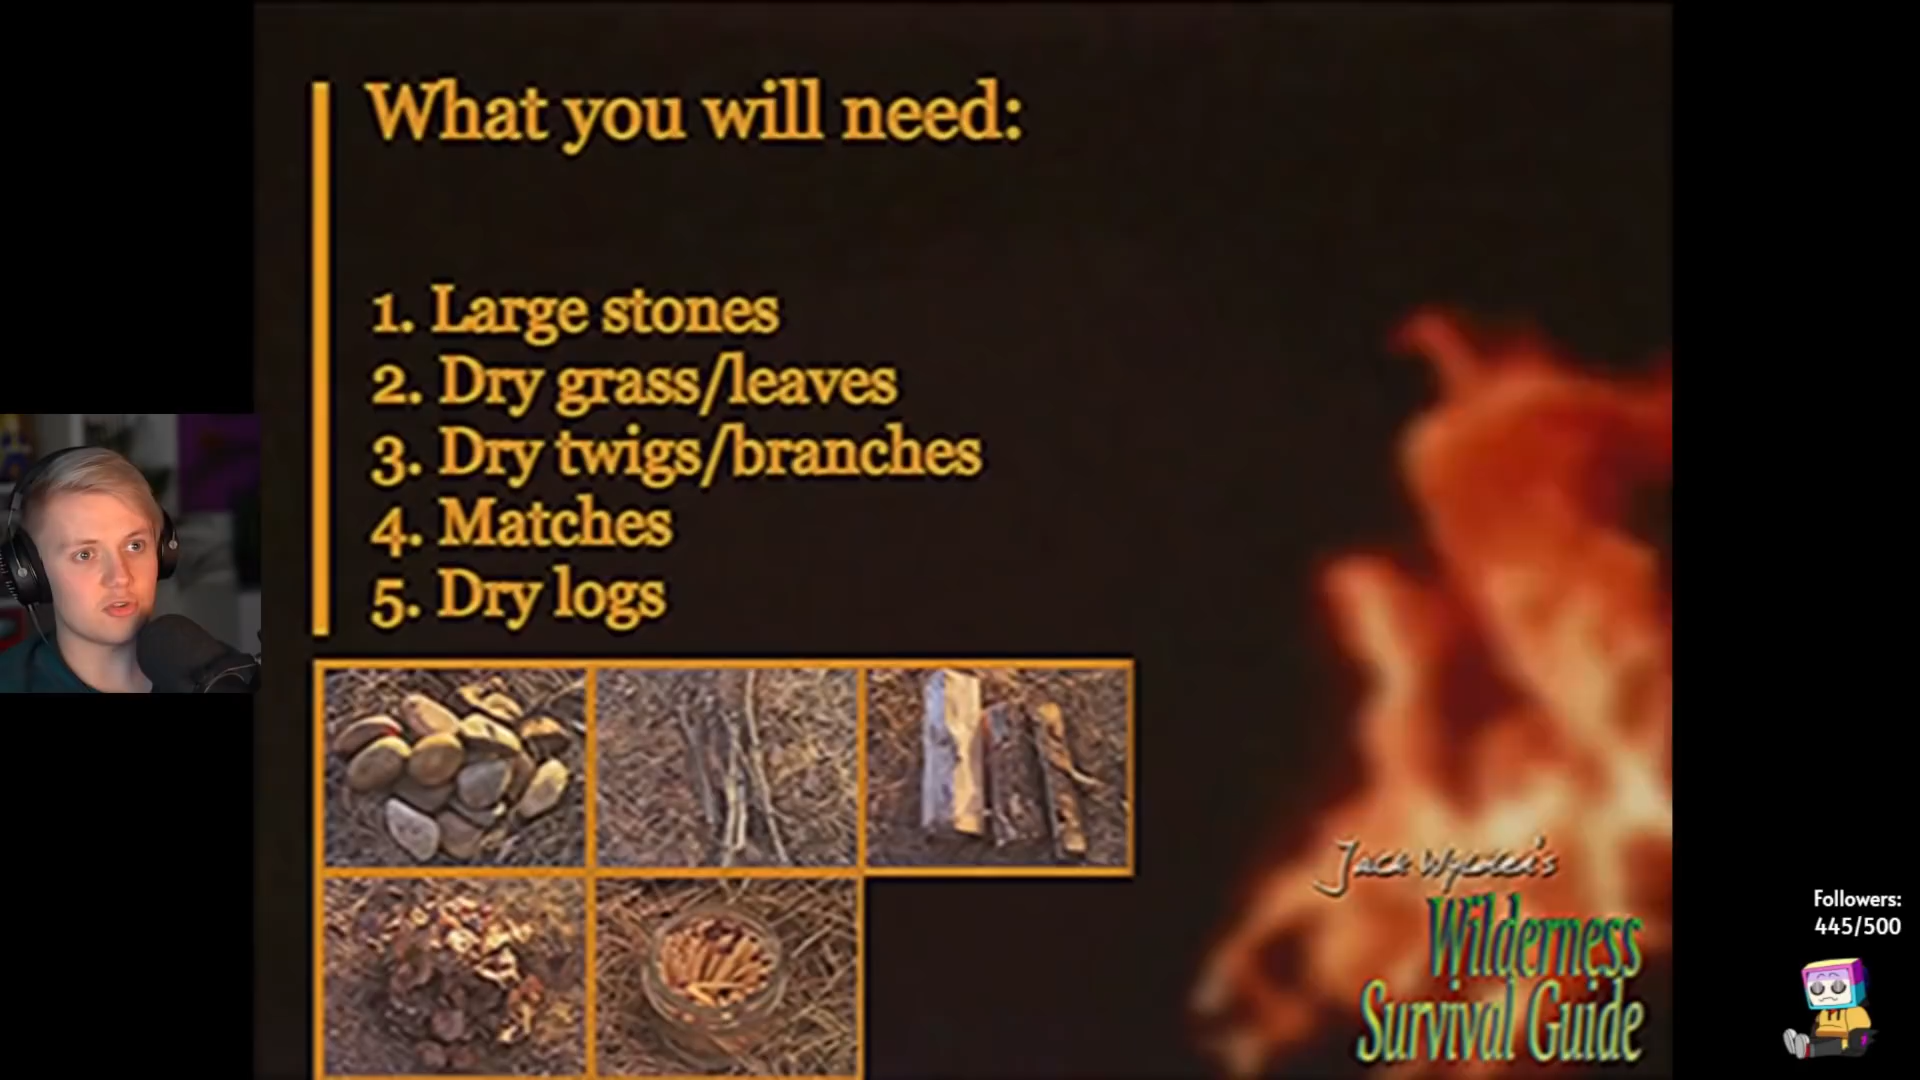 What you will need:
1. Large stones
2. Dry grass/leaves
3. Dry twigs/branches
4. Matches
5. Dry logs
Jack
Wilderness
Survival Guide
Followers:
445/500